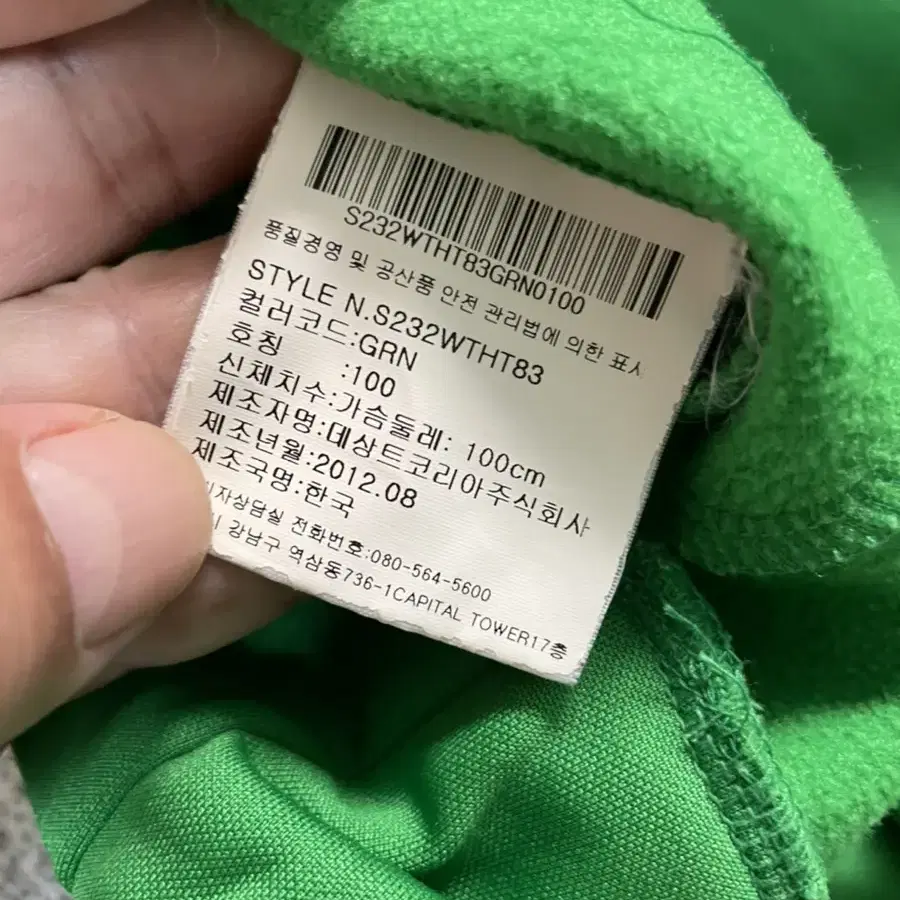 S232WTHT83GRN0100
품질경영 및 공산품 안전 관리법에 의한 표시
STYLE N.S232WTHT83
컬러코드:GRN
호칭 :100
신체치수:가슴둘레: 100cm
제조자명:데상트코리아주식회사
제조년월:2012.08
제조국명:한국
자상담실 전화번호:080-564-5600
강남구 역삼동736-1CAPITAL TOWER17층